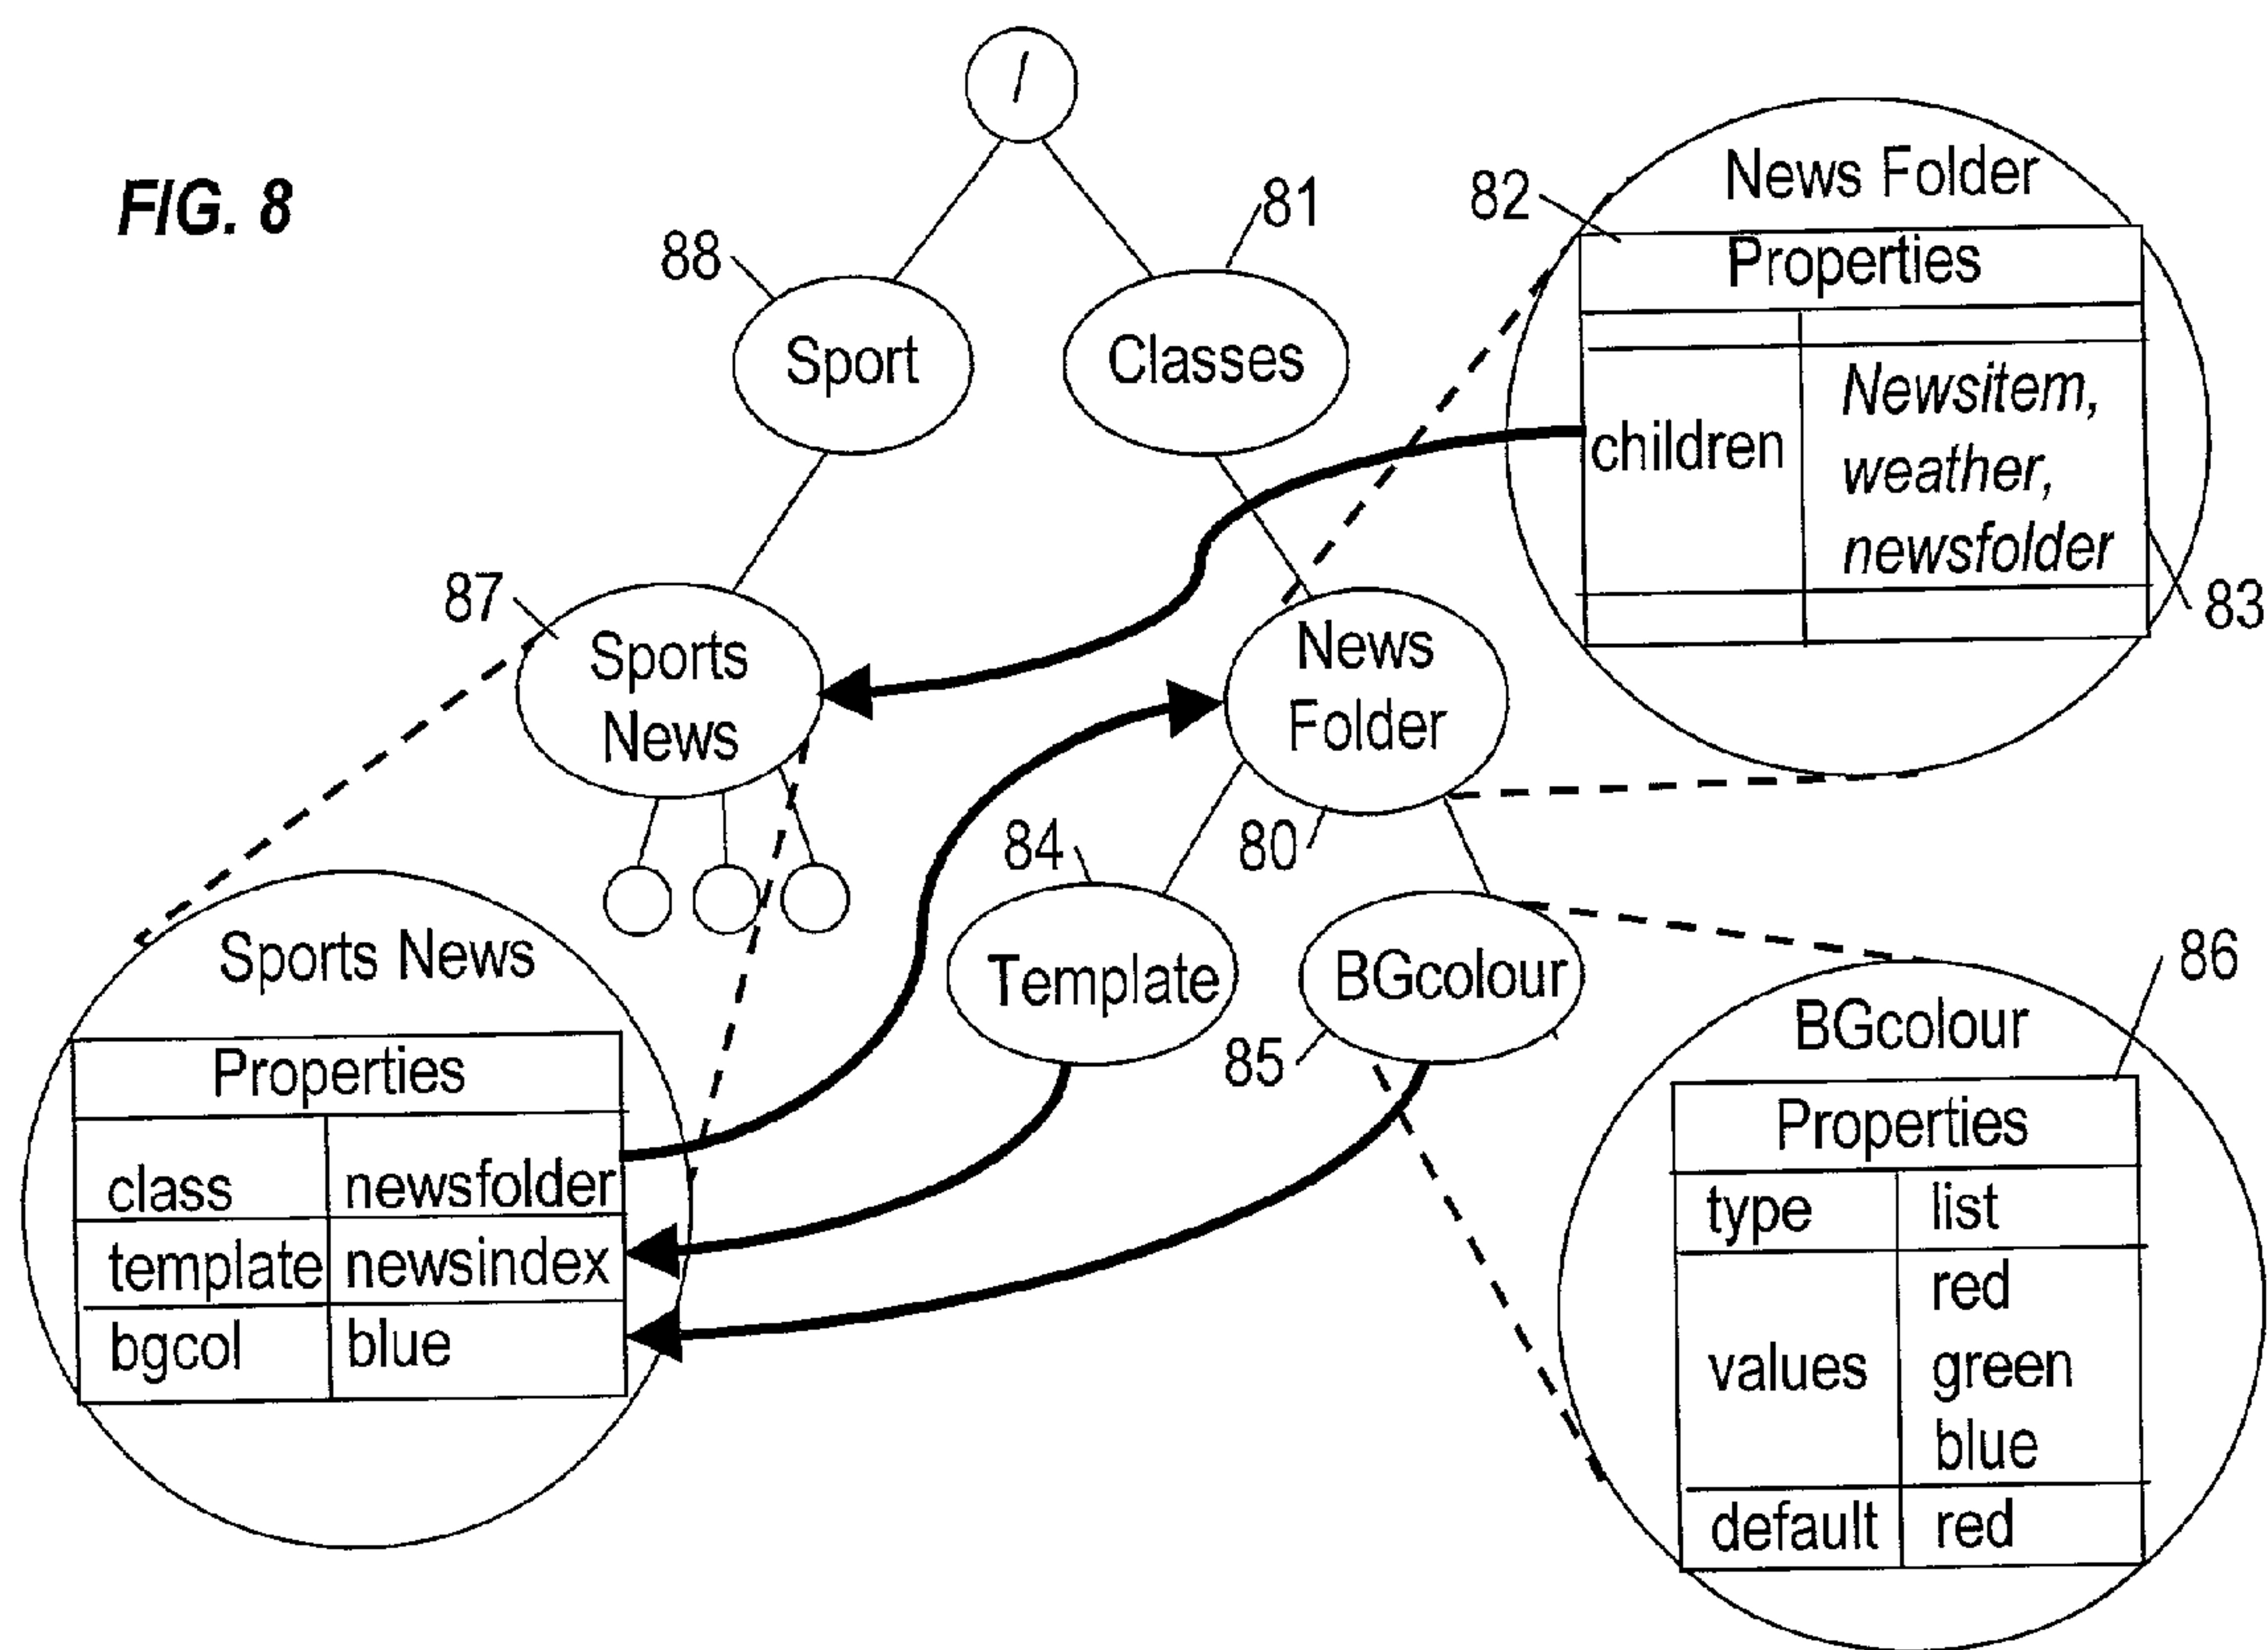 /
FIG. 8
88
81
82
News Folder
Properties
Sport
Classes
children
Newsitem,
weather,
newsfolder
83
87
Sports
News
News
Folder
80
84
Template
BGcolour
85
86
Sports News
Properties
class newsfolder
template newsindex
bgcol blue
BGcolour
Properties
type list
values
red
green
blue
default red